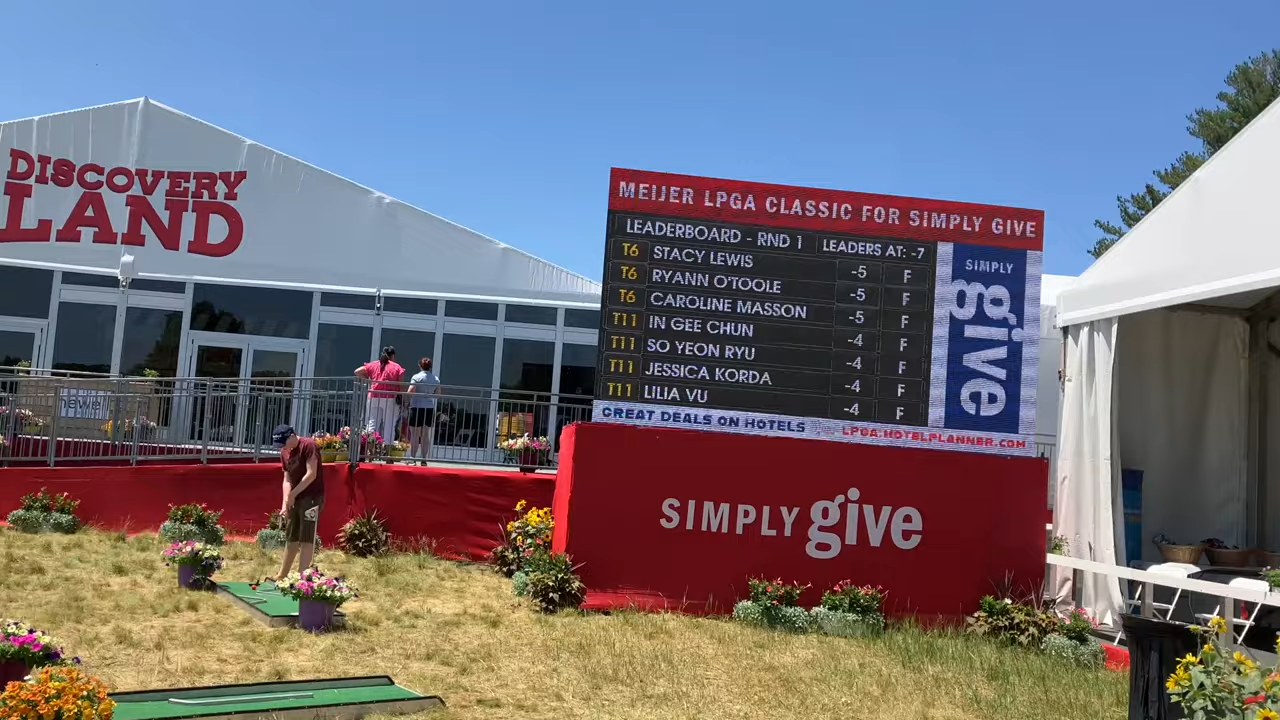 DISCOVERY
LAND
MEIJER LPGA CLASSIC FOR SIMPLY GIVE
LEADERBOARD - RND 1 LEADERS AT: -7
T6 STACY LEWIS -5 F
T6 RYANN O'TOOLE -5 F
T6 CAROLINE MASSON -5 F
T11 IN GEE CHUN -4 F
T11 SO YEON RYU -4 F
T11 JESSICA KORDA -4 F
T11 LILIA VU -4 F
SIMPLY
give
GREAT DEALS ON HOTELS LPGA.HOTELPLANNER.COM
SIMPLY give